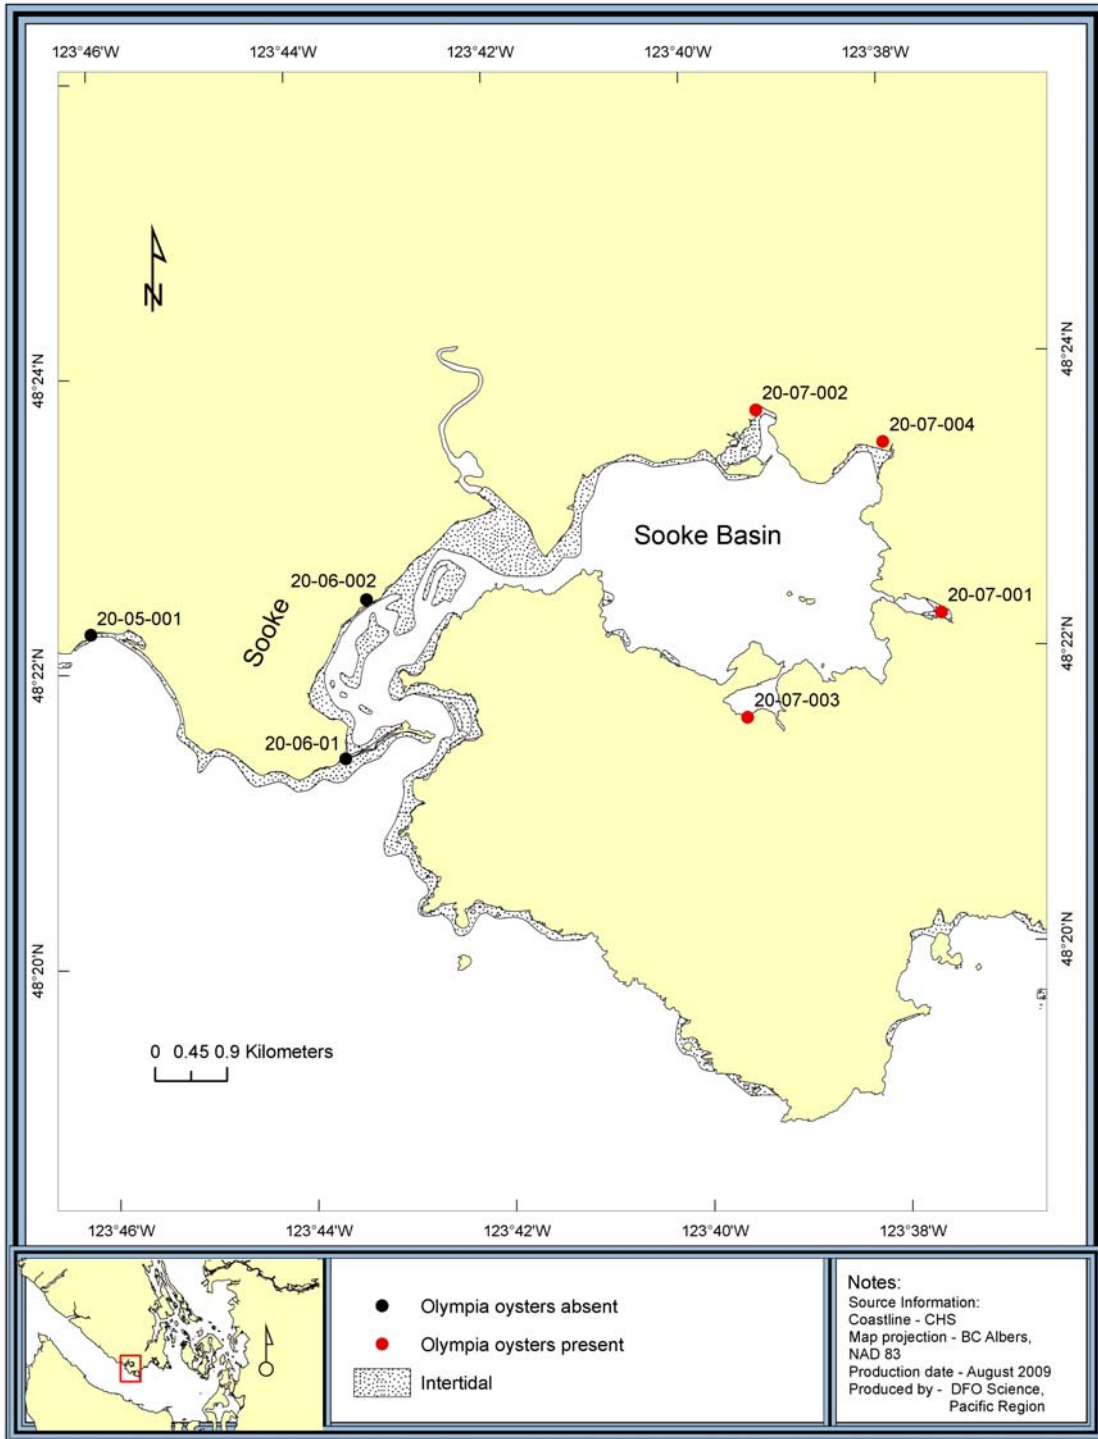 123°46'W 123°44'W 123°42'W 123°40'W 123°38'W
48°24'N
48°24'N
N
20-07-002
20-07-004
Sooke Basin
20-06-002
20-07-001
20-05-001
Sooke
48°22'N
48°22'N
20-07-003
20-06-01
48°20'N
48°20'N
0 0.45 0.9 Kilometers
123°46'W 123°44'W 123°42'W 123°40'W 123°38'W
Olympia oysters absent
Olympia oysters present
Intertidal
Notes:
Source Information:
Coastline - CHS
Map projection - BC Albers,
NAD 83
Production date - August 2009
Produced by - DFO Science,
Pacific Region